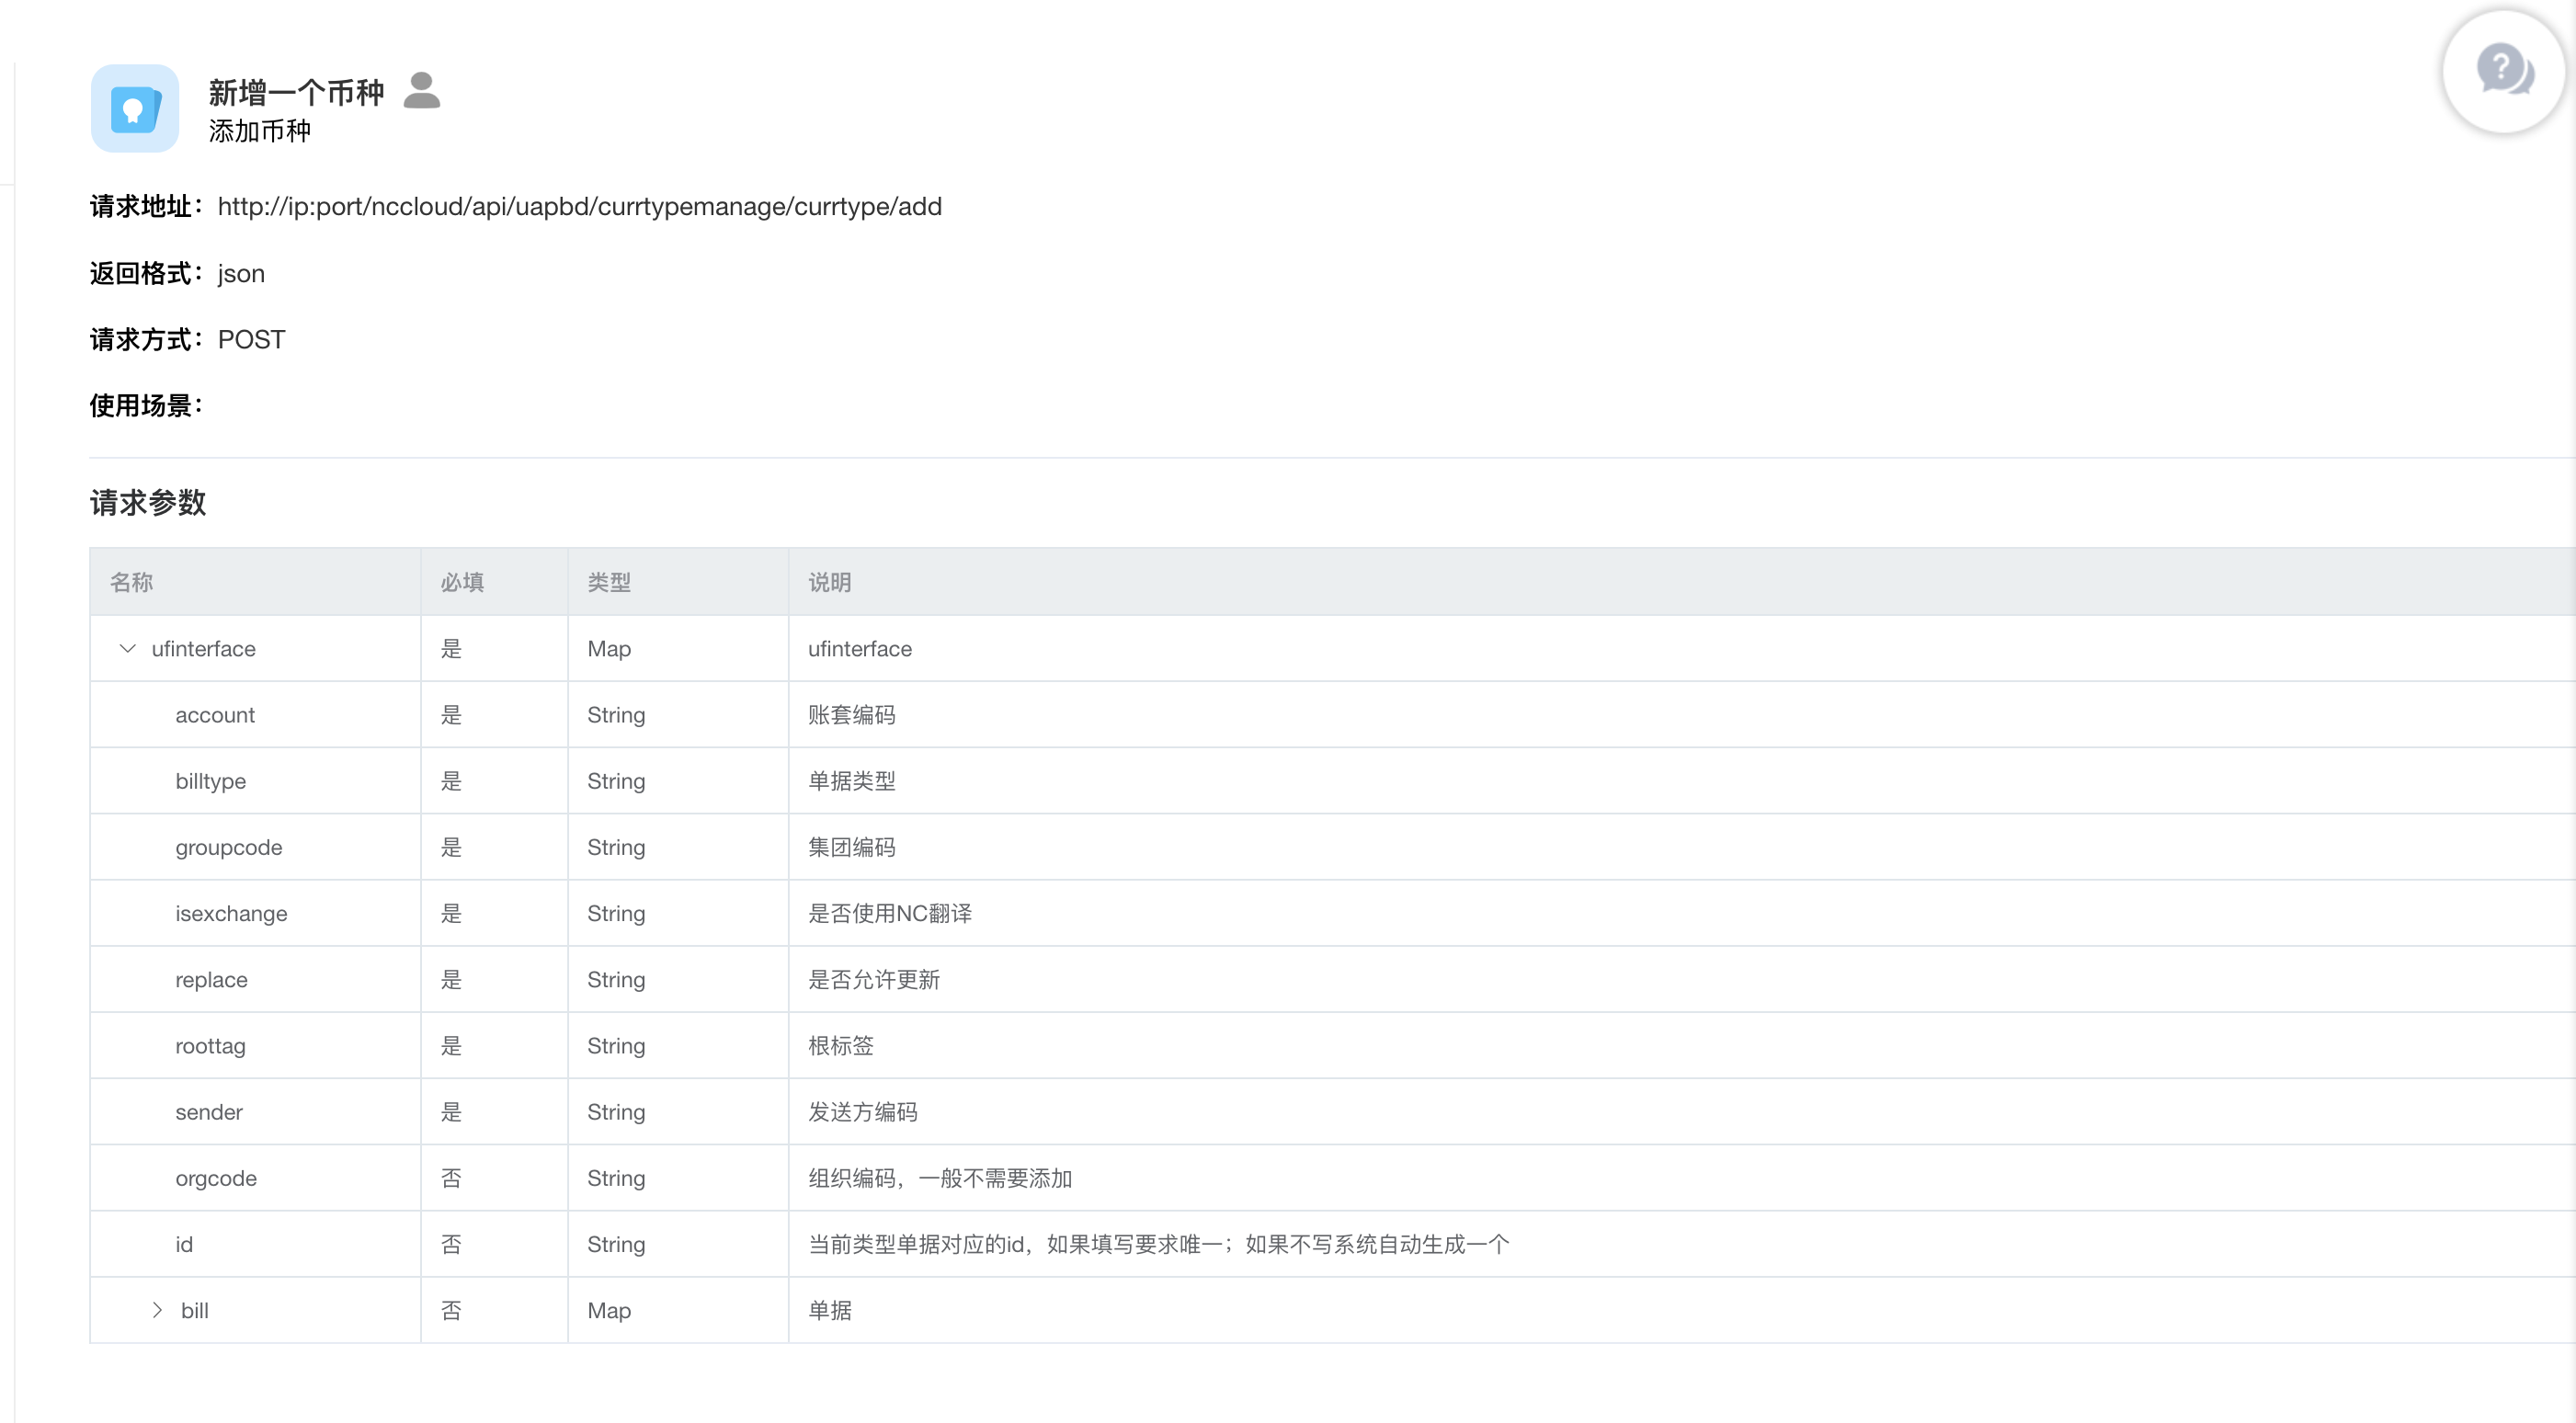 新增一个币种
添加币种
请求地址：http://ip:port/nccloud/api/uapbd/currtypemanage/currtype/add
返回格式：json
请求方式：POST
使用场景：
请求参数
名称 必填 类型 说明
ufinterface 是 Map ufinterface
account 是 String 账套编码
billtype 是 String 单据类型
groupcode 是 String 集团编码
isexchange 是 String 是否使用NC翻译
replace 是 String 是否允许更新
roottag 是 String 根标签
sender 是 String 发送方编码
orgcode 否 String 组织编码，一般不需要添加
id 否 String 当前类型单据对应的id，如果填写要求唯一；如果不写系统自动生成一个
bill 否 Map 单据